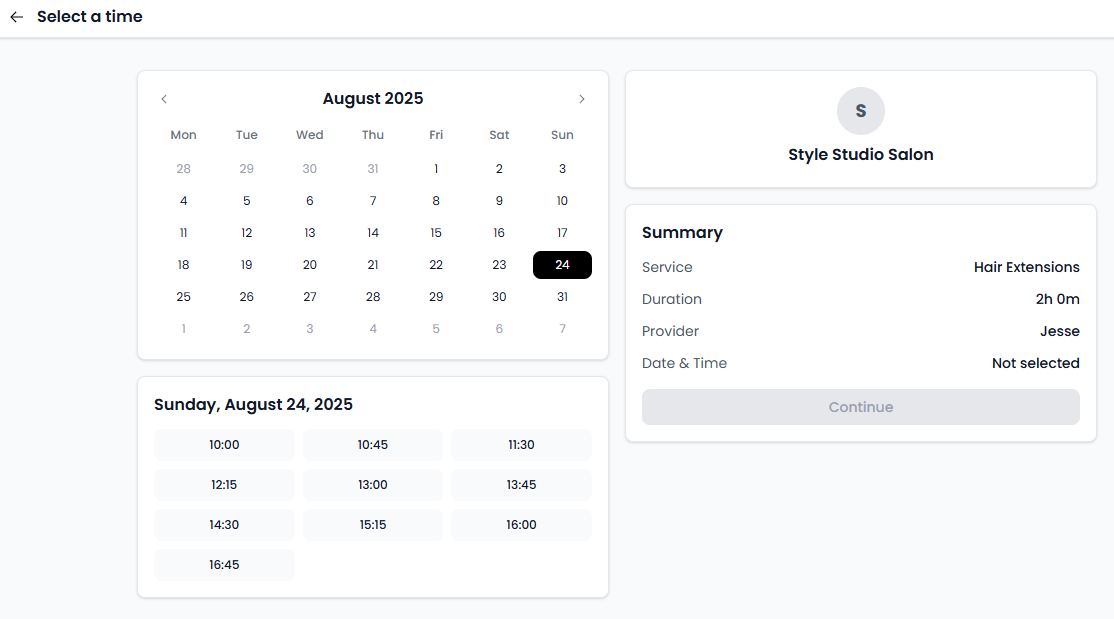 Select a time
August 2025
Mon Tue Wed Thu Fri Sat Sun
28 29 30 31 1 2 3
4 5 6 7 8 9 10
11 12 13 14 15 16 17
18 19 20 21 22 23 24
25 26 27 28 29 30 31
1 2 3 4 5 6 7
Sunday, August 24, 2025
10:00 10:45 11:30
12:15 13:00 13:45
14:30 15:15 16:00
16:45
S
Style Studio Salon
Summary
Service Hair Extensions
Duration 2h 0m
Provider Jesse
Date & Time Not selected
Continue